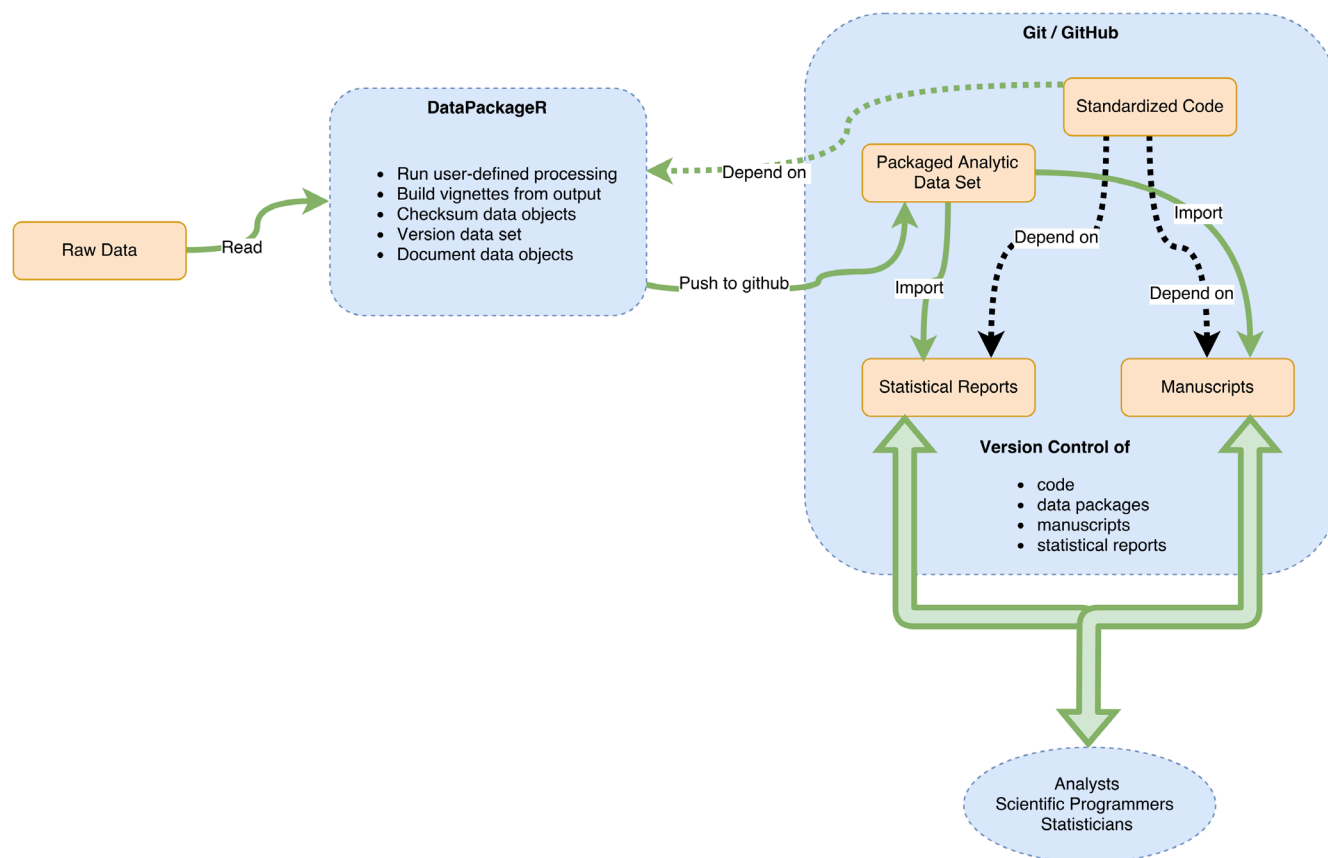 Git / GitHub
Standardized Code
DataPackageR
Depend on
Packaged Analytic
Data Set
• Run user-defined processing
• Build vignettes from output
• Checksum data objects
• Version data set
• Document data objects
Import
Raw Data
Read
Depend on
Push to github
Import
Depend on
Statistical Reports
Manuscripts
Version Control of
• code
• data packages
• manuscripts
• statistical reports
Analysts
Scientific Programmers
Statisticians